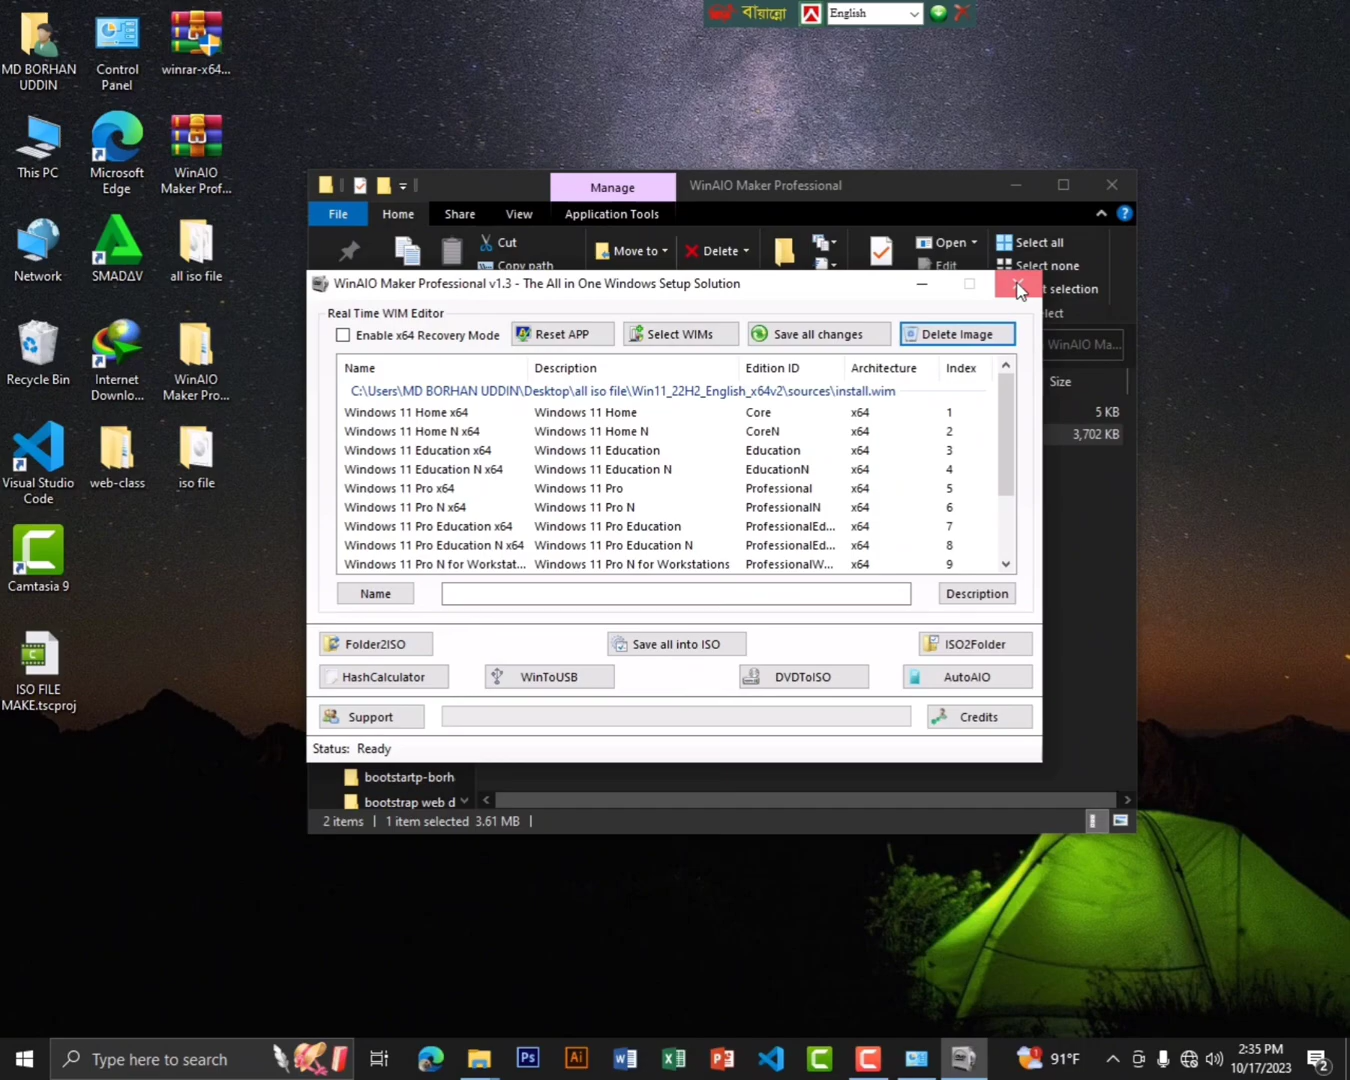 MD BORHAN UDDIN
Control Panel
winrar-x64...
This PC
Microsoft Edge
WinAIO Maker Prof...
Network
SMADΔV
all iso file
Recycle Bin
Internet Downlo...
WinAIO Maker Pro...
Visual Studio Code
web-class
iso file
Camtasia 9
ISO FILE MAKE.tscproj
বায়ান্নো
English
Manage
WinAIO Maker Professional
File
Home
Share
View
Application Tools
Cut
Copy path
Move to
Delete
Open
Edit
Select all
Select none
t selection
lect
WinAIO Ma...
Size
5 KB
3,702 KB
WinAIO Maker Professional v1.3 - The All in One Windows Setup Solution
Real Time WIM Editor
Enable x64 Recovery Mode
Reset APP
Select WIMs
Save all changes
Delete Image
Name Description Edition ID Architecture Index
C:\Users\MD BORHAN UDDIN\Desktop\all iso file\Win11_22H2_English_x64v2\sources\install.wim
Windows 11 Home x64 Windows 11 Home Core x64 1
Windows 11 Home N x64 Windows 11 Home N CoreN x64 2
Windows 11 Education x64 Windows 11 Education Education x64 3
Windows 11 Education N x64 Windows 11 Education N EducationN x64 4
Windows 11 Pro x64 Windows 11 Pro Professional x64 5
Windows 11 Pro N x64 Windows 11 Pro N ProfessionalN x64 6
Windows 11 Pro Education x64 Windows 11 Pro Education ProfessionalEd... x64 7
Windows 11 Pro Education N x64 Windows 11 Pro Education N ProfessionalEd... x64 8
Windows 11 Pro N for Workstat... Windows 11 Pro N for Workstations ProfessionalW... x64 9
Name
Description
Folder2ISO
Save all into ISO
ISO2Folder
HashCalculator
WinToUSB
DVDToISO
AutoAIO
Support
Credits
Status: Ready
bootstartp-borh
bootstrap web d
2 items | 1 item selected 3.61 MB |
Type here to search
Ps
Ai
91°F
2:35 PM
10/17/2023
2